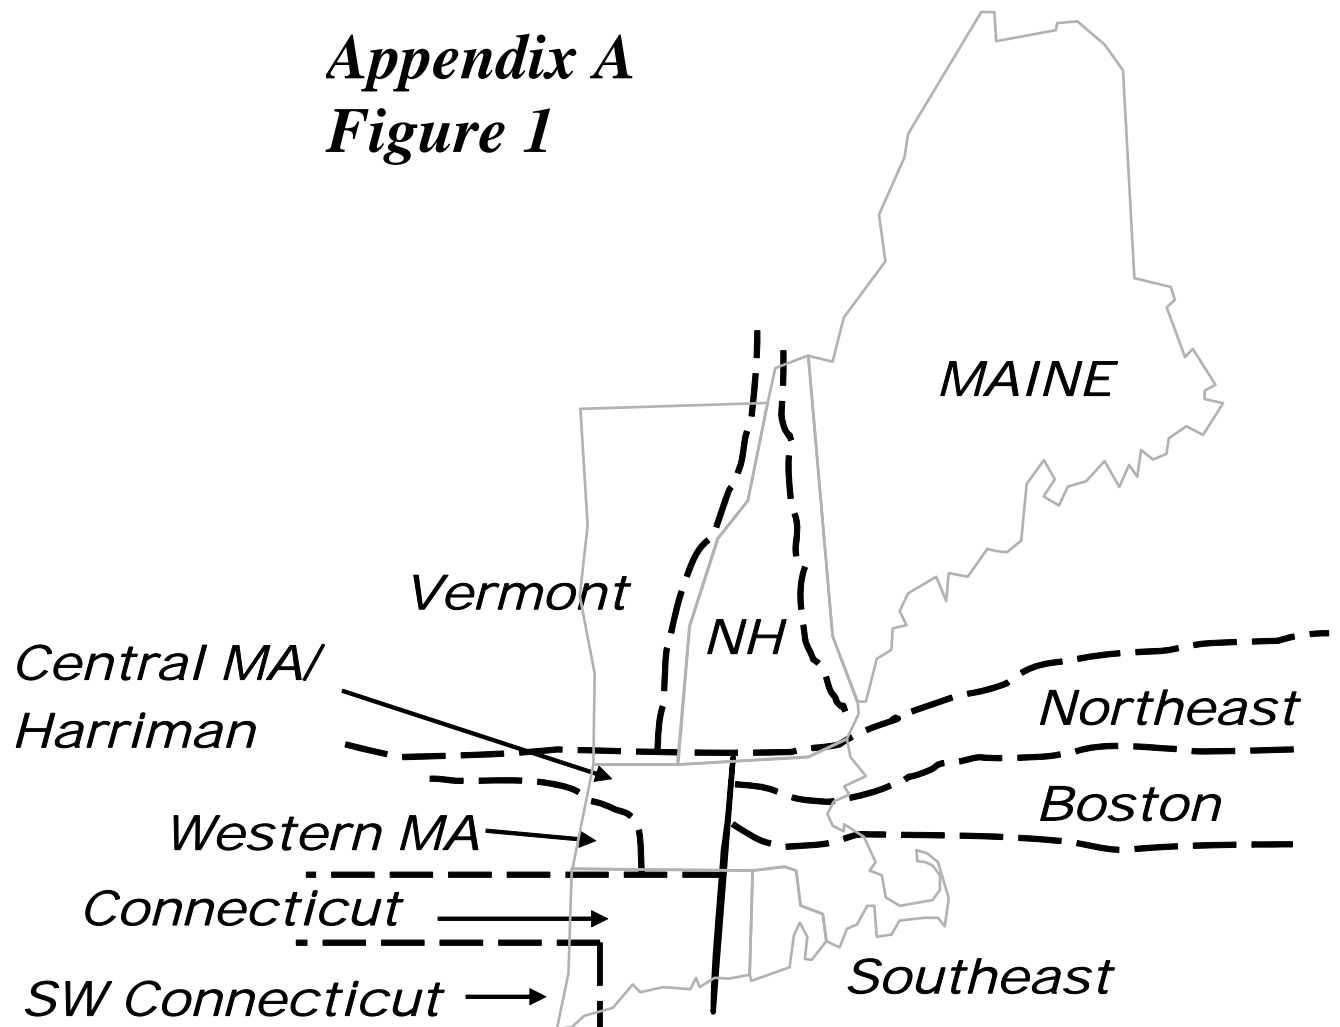 Appendix A
Figure 1
MAINE
Vermont
NH
Central MA/
Harriman
Northeast
Western MA
Boston
Connecticut
SW Connecticut
Southeast